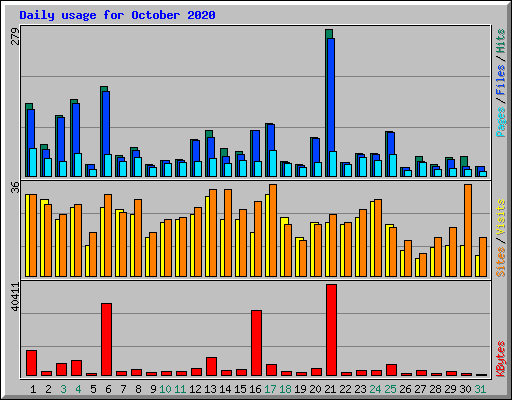 Daily usage for October 2020
279
Pages / Files / Hits
36
Sites / Visits
40411
KBytes
1 2 3 4 5 6 7 8 9 10 11 12 13 14 15 16 17 18 19 20 21 22 23 24 25 26 27 28 29 30 31